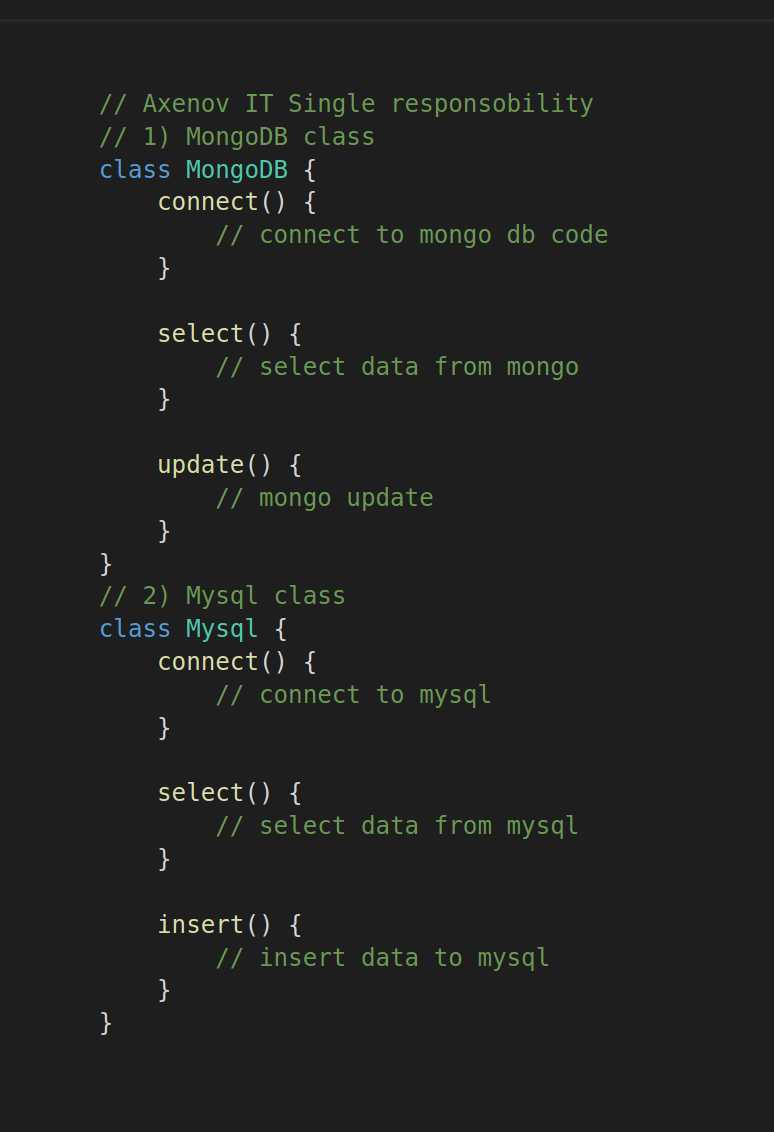 // Axenov IT Single responsobility
// 1) MongoDB class
class MongoDB {
    connect() {
        // connect to mongo db code
    }

    select() {
        // select data from mongo
    }

    update() {
        // mongo update
    }
}
// 2) Mysql class
class Mysql {
    connect() {
        // connect to mysql
    }

    select() {
        // select data from mysql
    }

    insert() {
        // insert data to mysql
    }
}